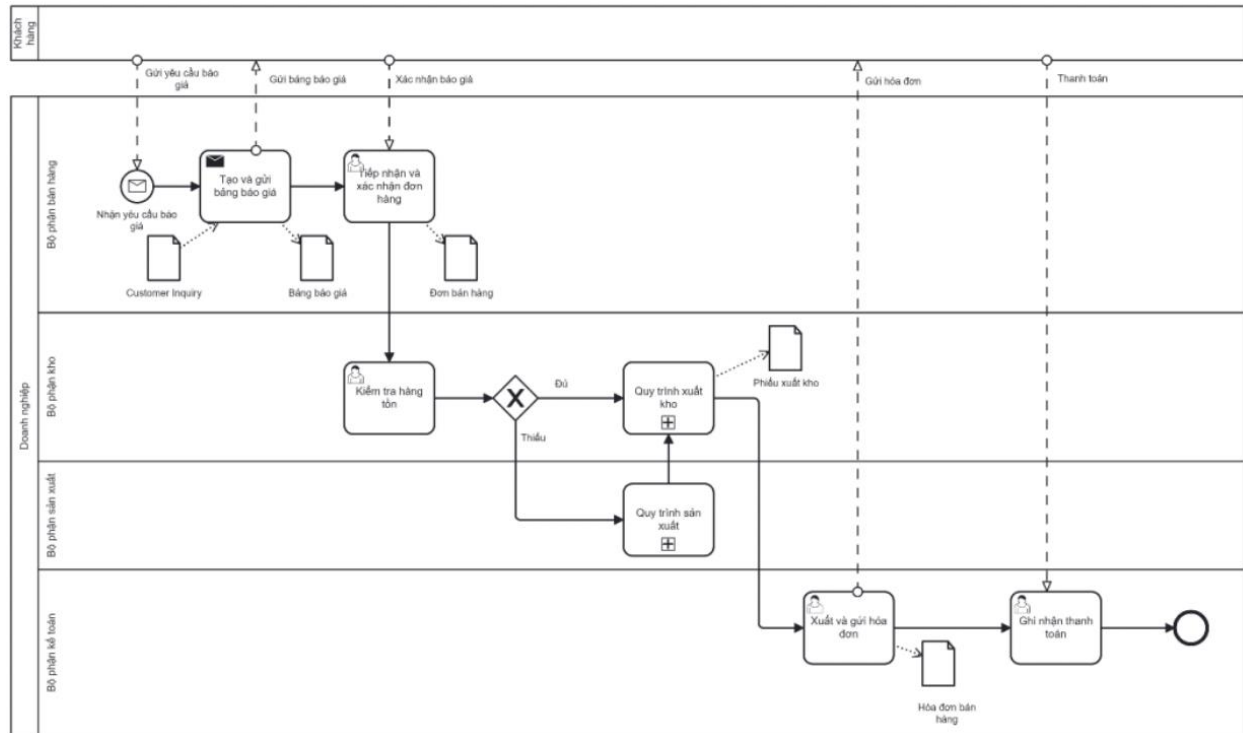 Khách
hàng
Gửi yêu cầu báo
giá
Gửi bảng báo giá
Xác nhận báo giá
Gửi hóa đơn
Thanh toán
Doanh nghiệp
Bộ phận bán hàng
Nhận yêu cầu báo
giá
Tạo và gửi
bảng báo giá
Tiếp nhận và
xác nhận đơn
hàng
Customer Inquiry
Bảng báo giá
Đơn bán hàng
Bộ phận kho
Kiểm tra hàng
tồn
Đủ
Thiếu
Quy trình xuất
kho
Phiếu xuất kho
Bộ phận sản xuất
Quy trình sản
xuất
Bộ phận kế toán
Xuất và gửi hóa
đơn
Hóa đơn bán
hàng
Ghi nhận thanh
toán